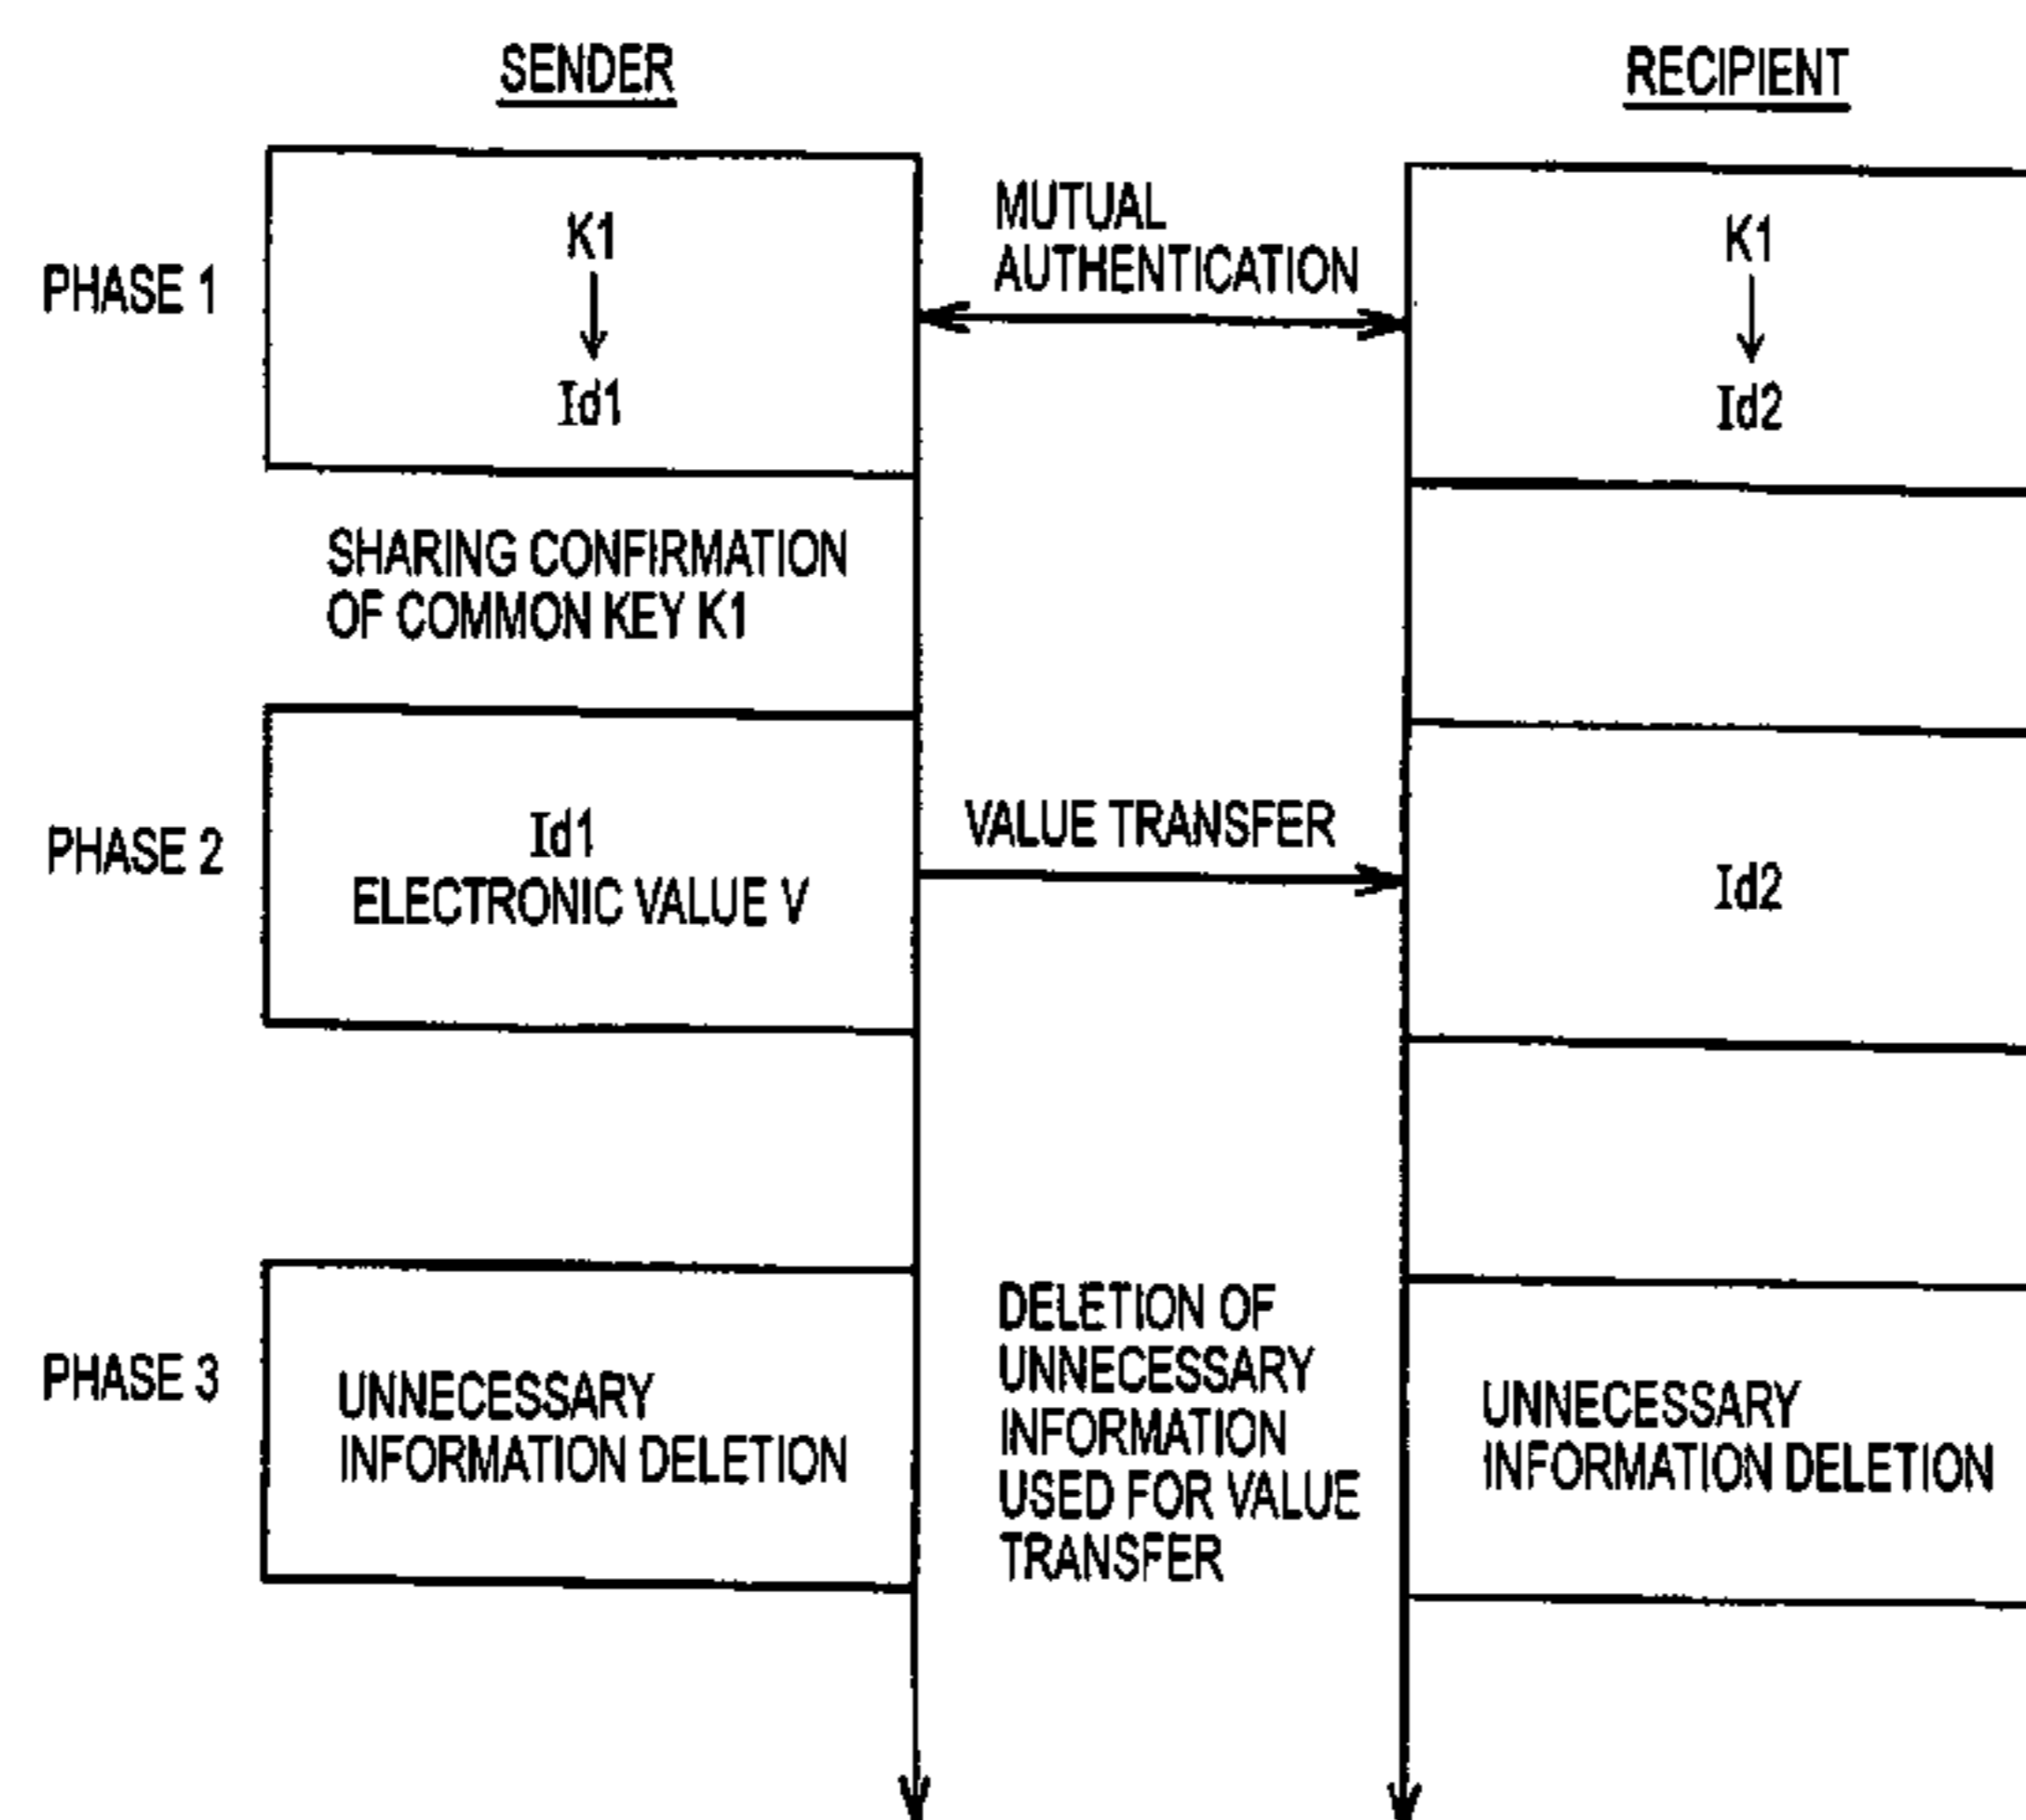 SENDER
RECIPIENT
PHASE 1
K1
Id1
MUTUAL
AUTHENTICATION
K1
Id2
SHARING CONFIRMATION
OF COMMON KEY K1
PHASE 2
Id1
ELECTRONIC VALUE V
VALUE TRANSFER
Id2
PHASE 3
UNNECESSARY
INFORMATION DELETION
DELETION OF
UNNECESSARY
INFORMATION
USED FOR VALUE
TRANSFER
UNNECESSARY
INFORMATION DELETION